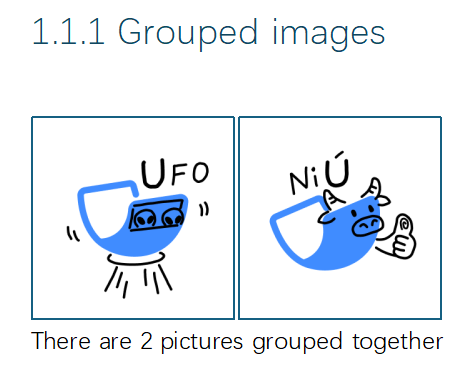 1.1.1 Grouped images
UFO
NiÚ
There are 2 pictures grouped together